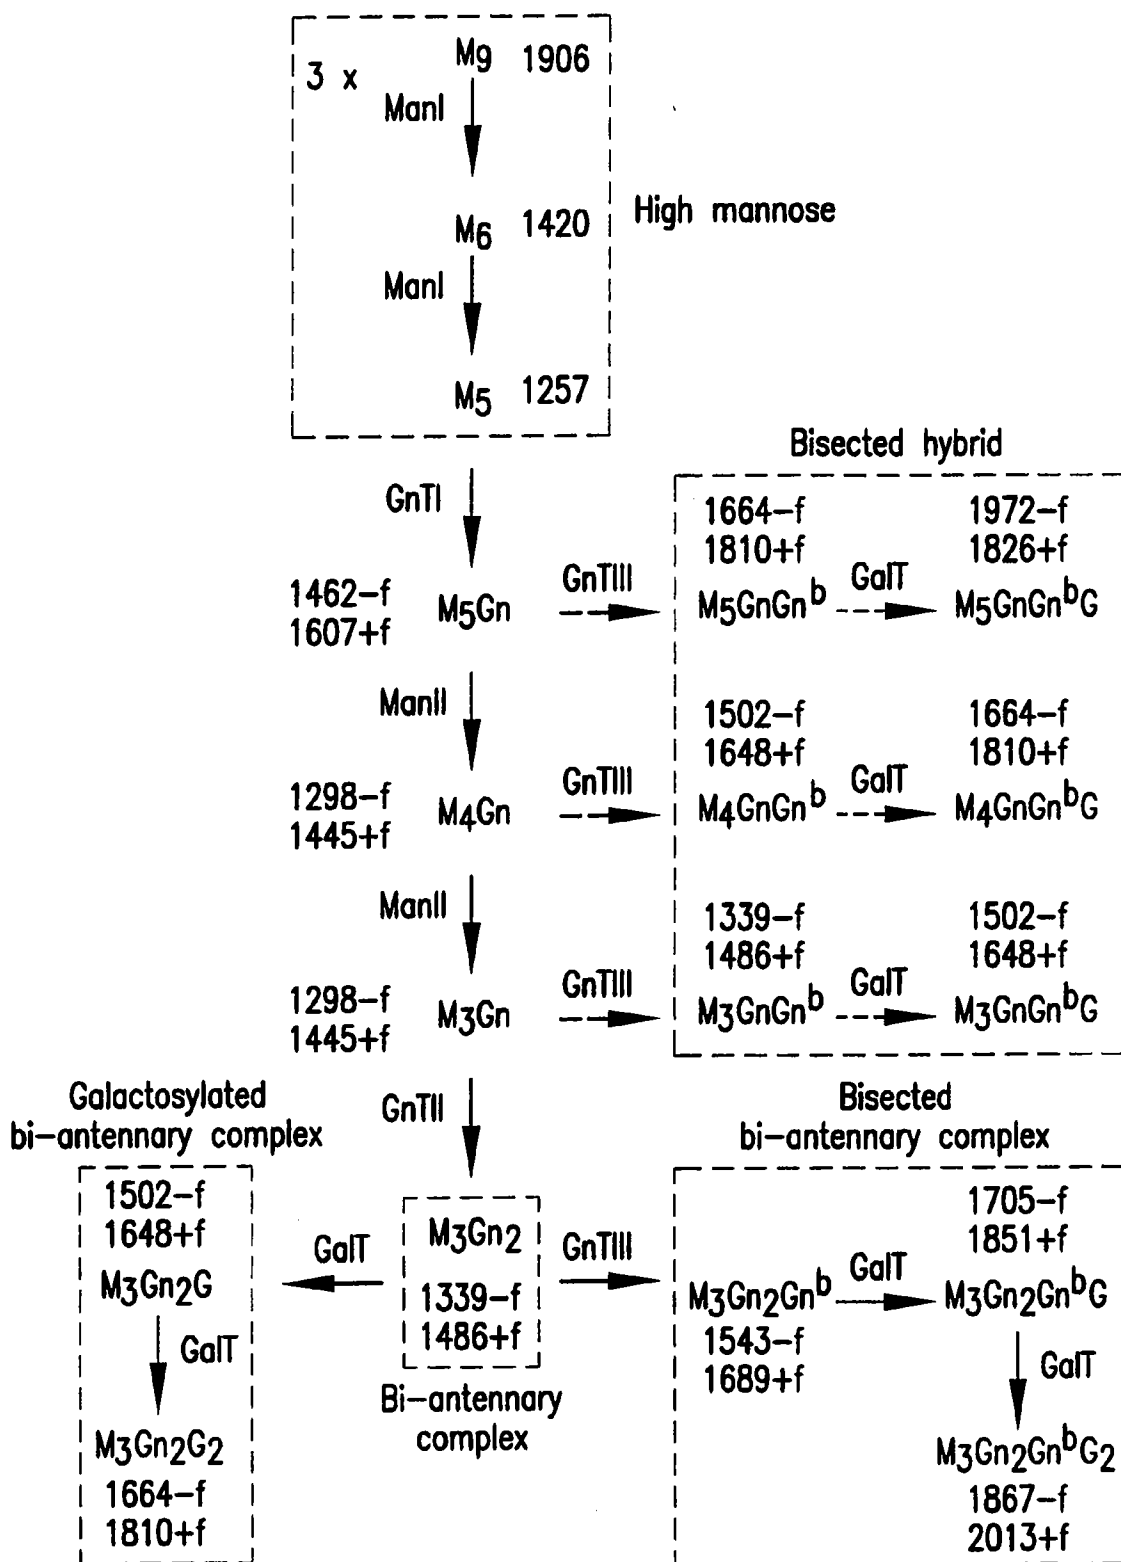 3 x
M9 1906
ManI
M6 1420
ManI
M5 1257
High mannose
GnTI
Bisected hybrid
1462-f
1607+f
M5Gn
GnTIII
1664-f
1810+f
M5GnGnᵇ
GalT
1972-f
1826+f
M5GnGnᵇG
ManII
1298-f
1445+f
M4Gn
GnTIII
1502-f
1648+f
M4GnGnᵇ
GalT
1664-f
1810+f
M4GnGnᵇG
ManII
1298-f
1445+f
M3Gn
GnTIII
1339-f
1486+f
M3GnGnᵇ
GalT
1502-f
1648+f
M3GnGnᵇG
GnTII
Galactosylated
bi-antennary complex
1502-f
1648+f
M3Gn2G
GalT
M3Gn2G2
1664-f
1810+f
GalT
M3Gn2
1339-f
1486+f
Bi-antennary
complex
GnTIII
Bisected
bi-antennary complex
M3Gn2Gnᵇ
1543-f
1689+f
GalT
1705-f
1851+f
M3Gn2GnᵇG
GalT
M3Gn2GnᵇG2
1867-f
2013+f